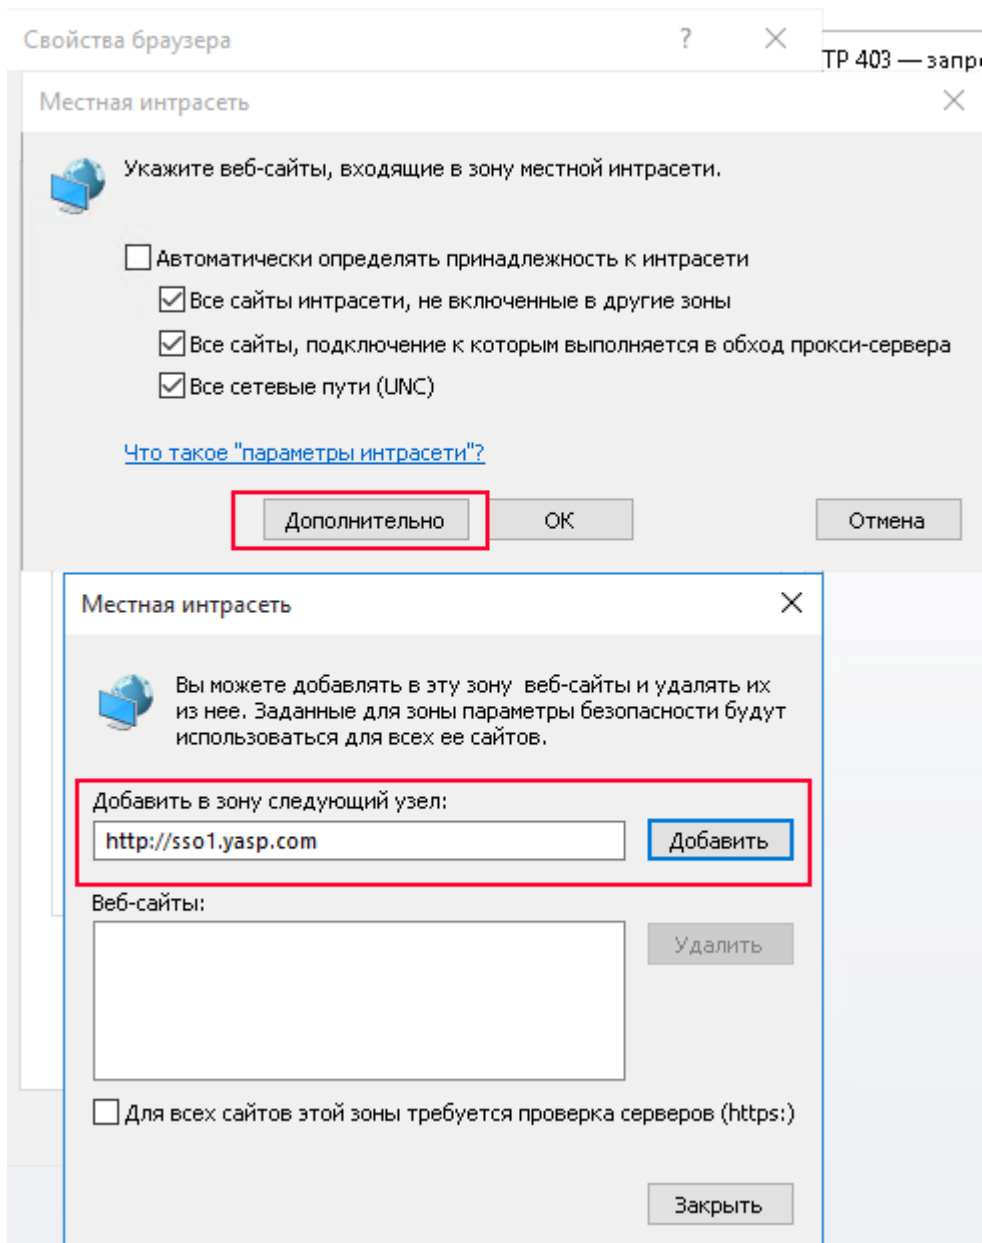 Свойства браузера
?
ТР 403 — запр
Местная интрасеть
Укажите веб-сайты, входящие в зону местной интрасети.
Автоматически определять принадлежность к интрасети
Все сайты интрасети, не включенные в другие зоны
Все сайты, подключение к которым выполняется в обход прокси-сервера
Все сетевые пути (UNC)
Что такое "параметры интрасети"?
Дополнительно OK Отмена
Местная интрасеть
Вы можете добавлять в эту зону веб-сайты и удалять их
из нее. Заданные для зоны параметры безопасности будут
использоваться для всех ее сайтов.
Добавить в зону следующий узел:
http://sso1.yasp.com Добавить
Веб-сайты:
Удалить
Для всех сайтов этой зоны требуется проверка серверов (https:)
Закрыть